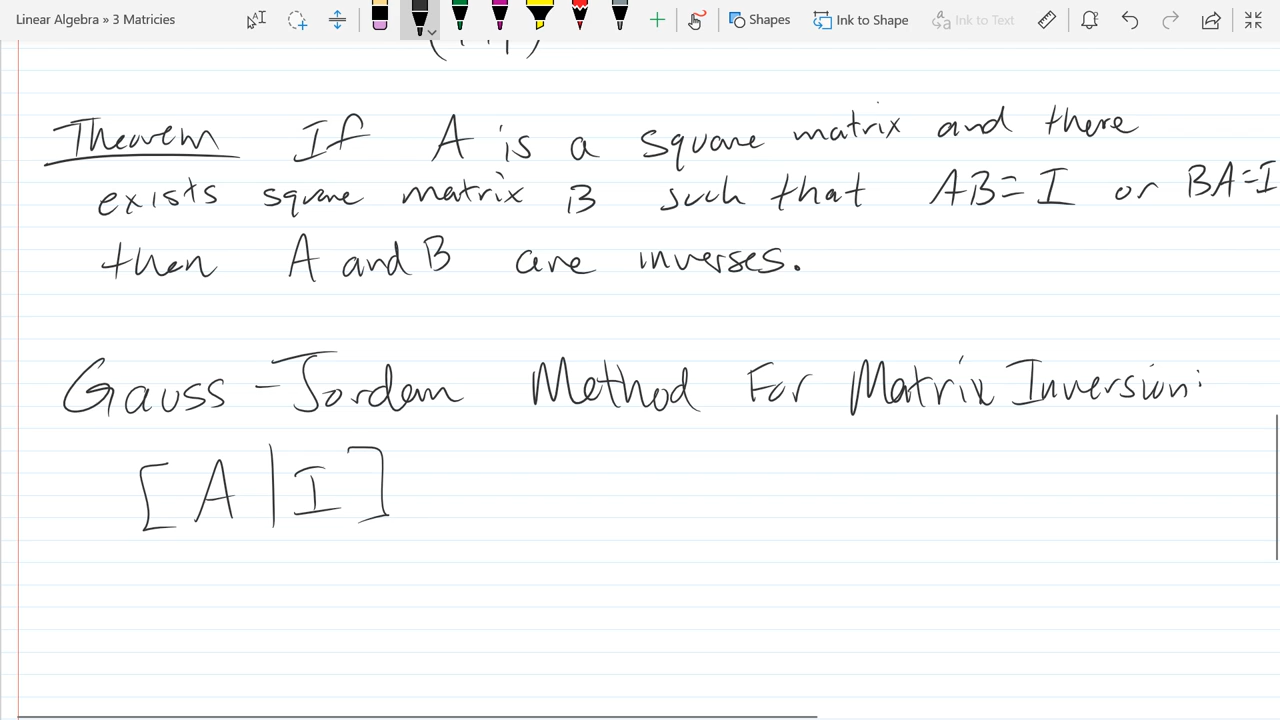 Linear Algebra » 3 Matricies
Shapes
Ink to Shape
Ink to Text
Theorem If A is a square matrix and there
exists square matrix B such that AB=I or BA=I
then A and B are inverses.
Gauss-Jordan Method For Matrix Inversion:
[A|I]